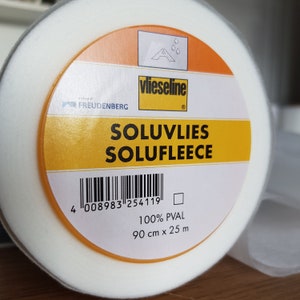 A
vlieseline
®
FREUDENBERG
SOLUVLIES
SOLUFLEECE
4 008983 254119
100% PVAL
90 cm x 25 m